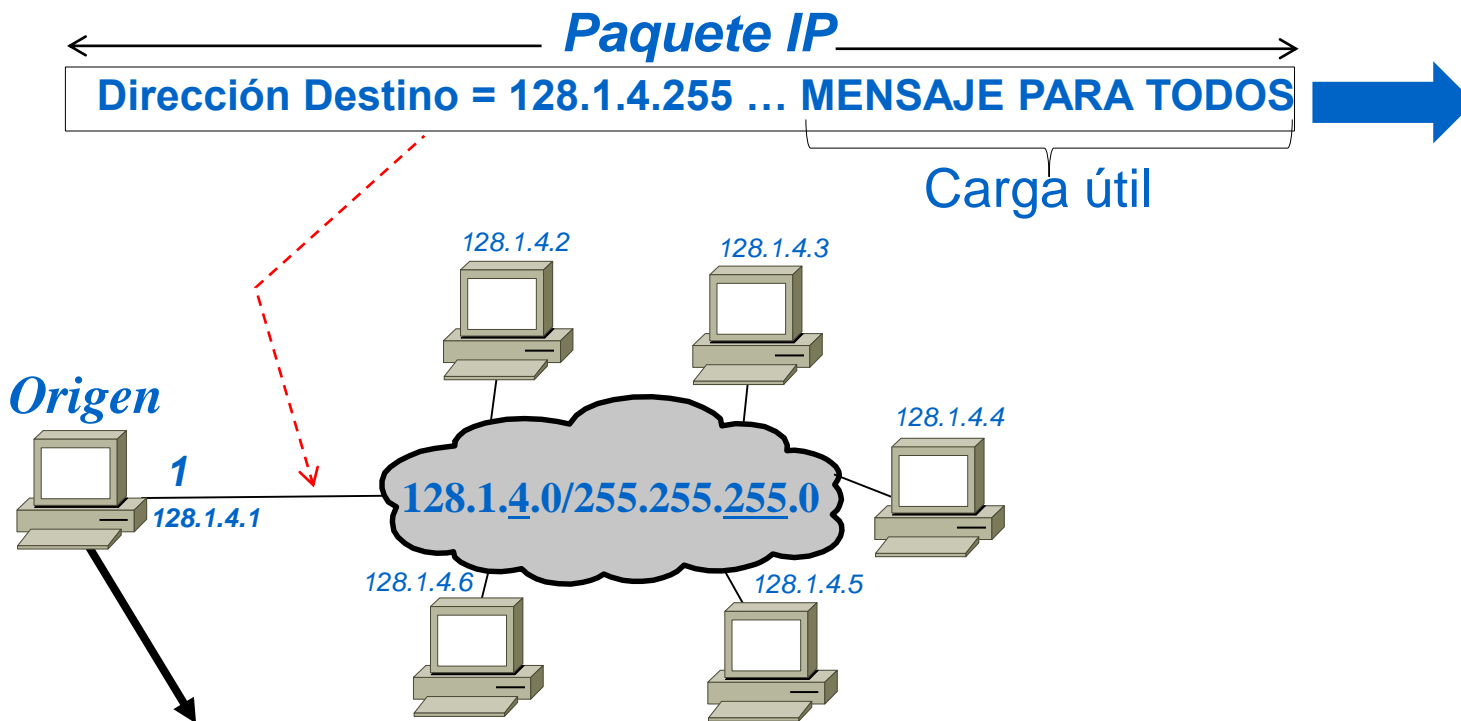 Paquete IP
Dirección Destino = 128.1.4.255 … MENSAJE PARA TODOS
Carga útil
128.1.4.2
128.1.4.3
Origen
128.1.4.4
1
128.1.4.1
128.1.4.0/255.255.255.0
128.1.4.6
128.1.4.5